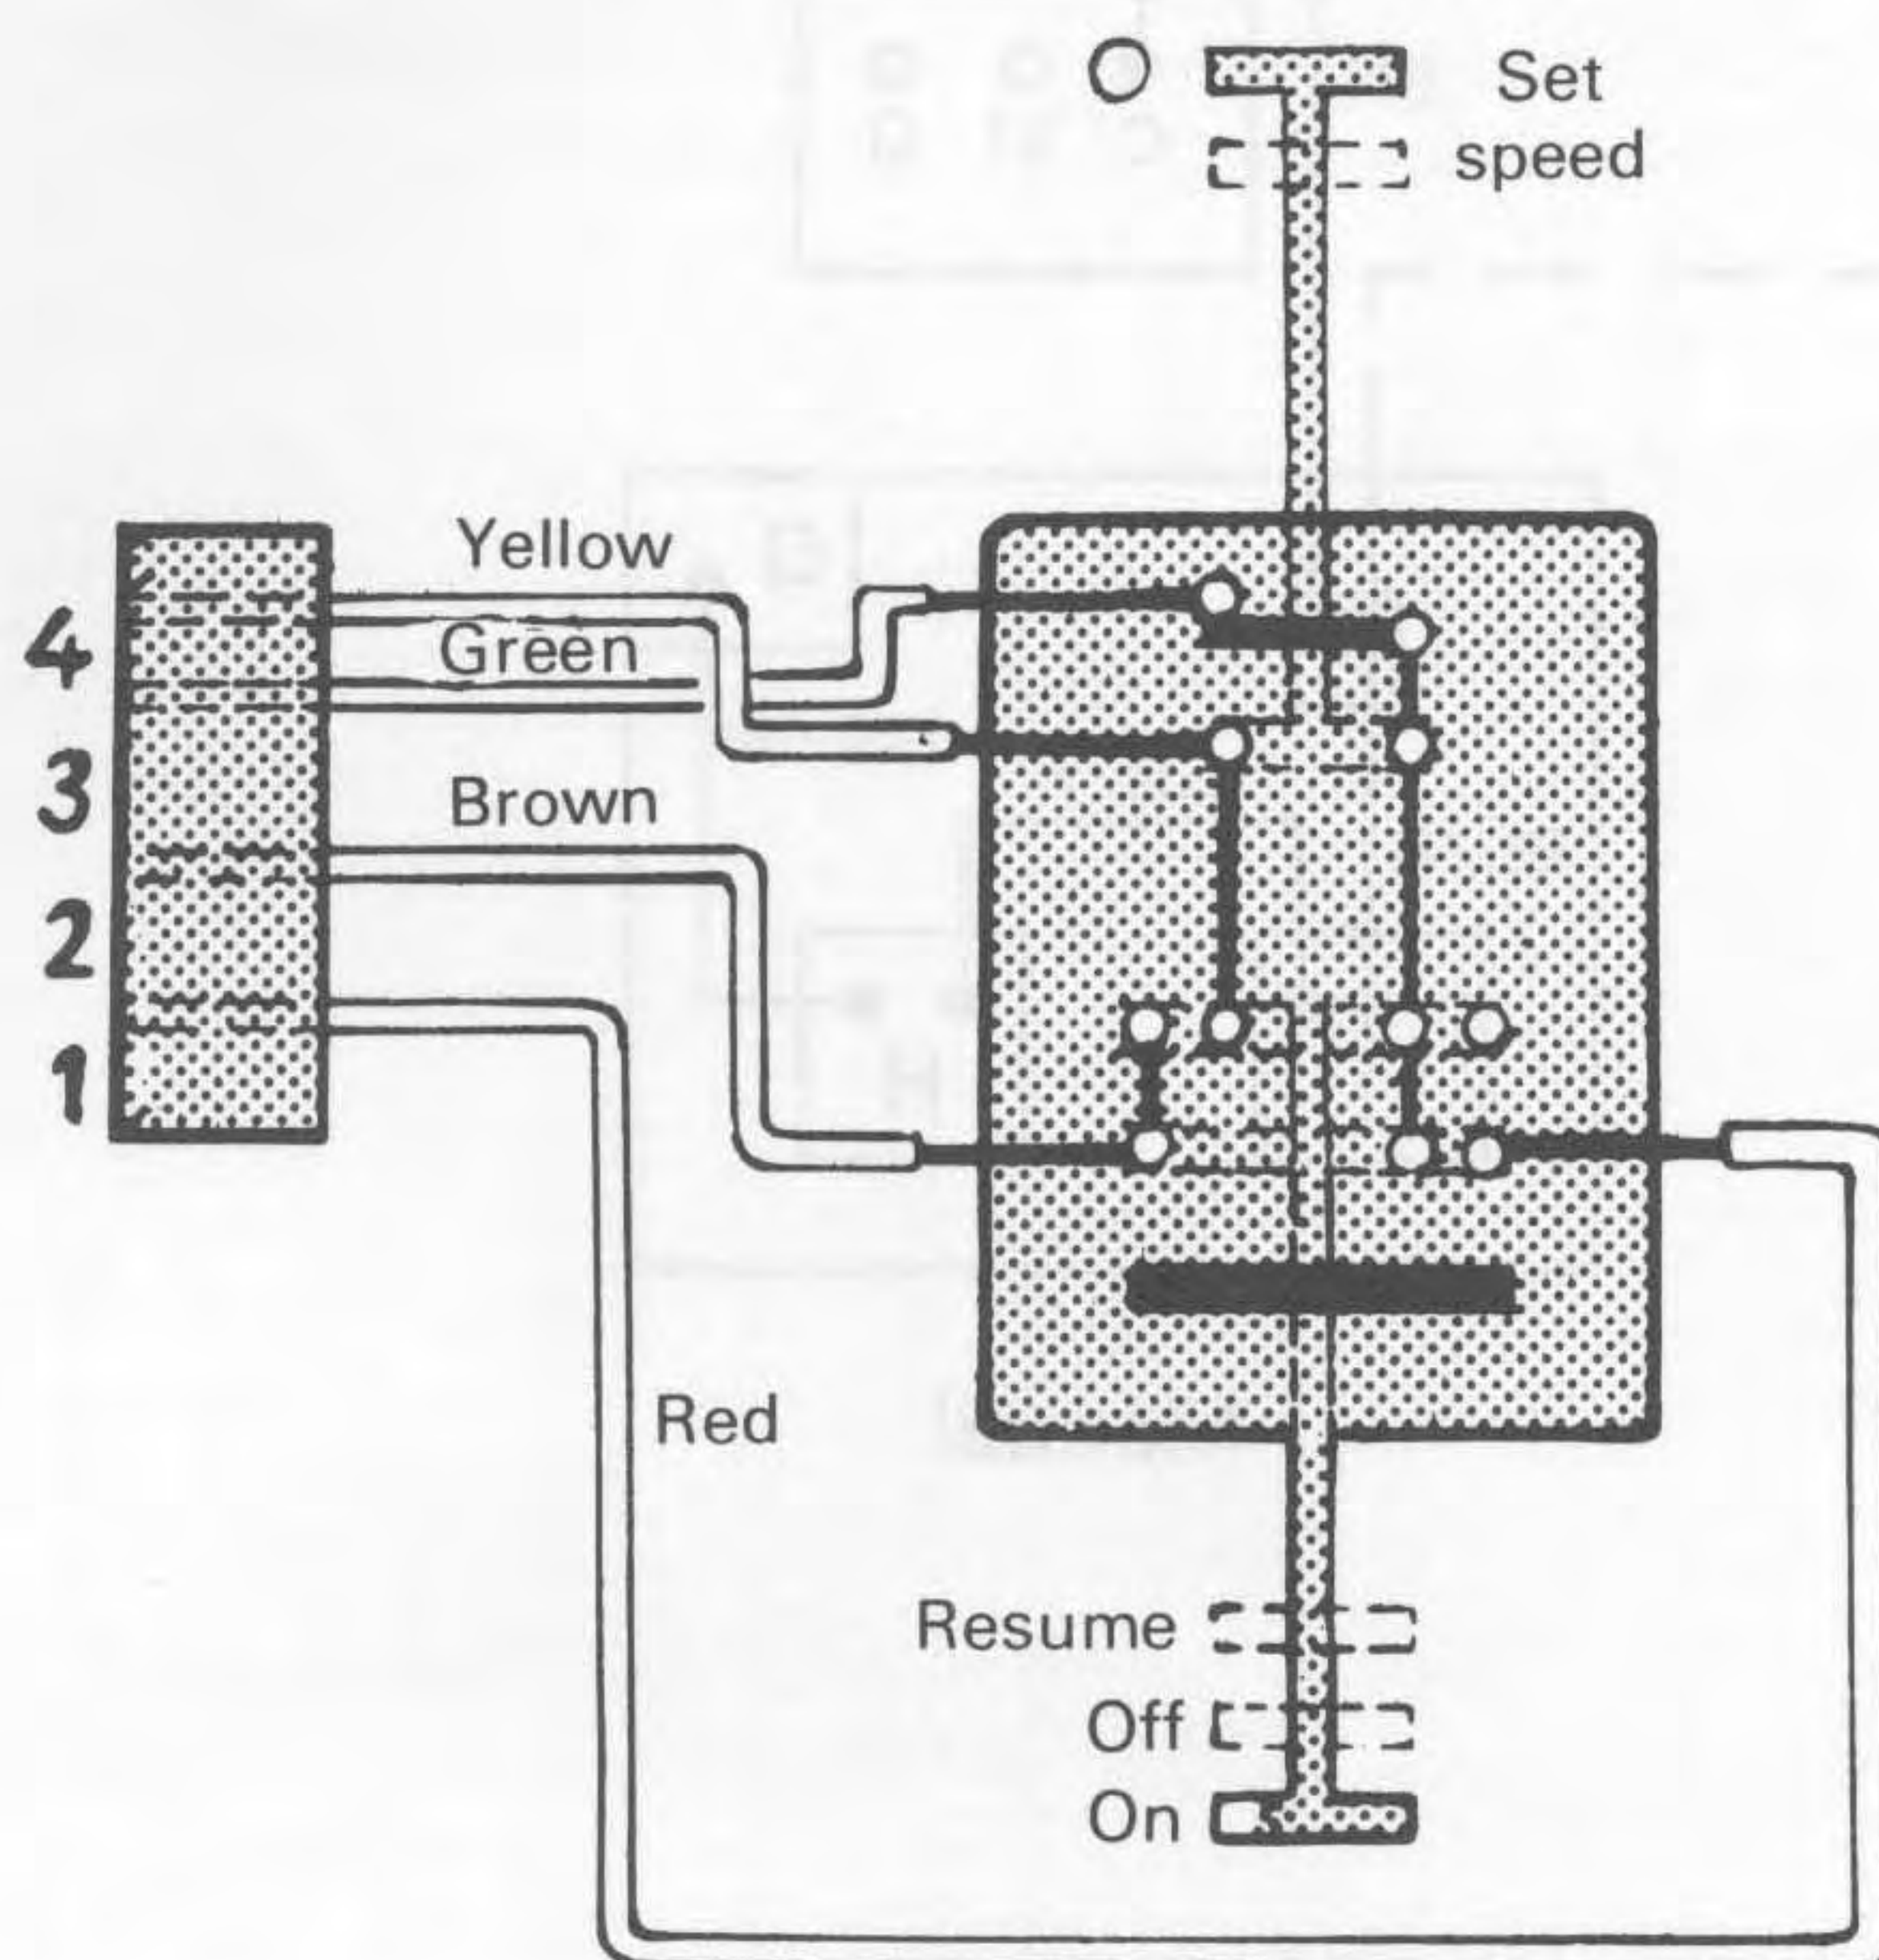 Set
speed
Yellow
Green
Brown
4
3
2
1
Red
Resume
Off
On